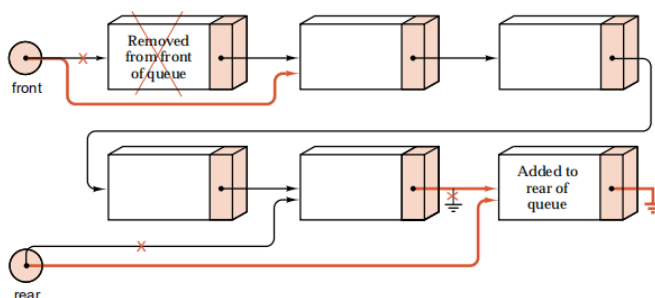 Removed
from front
of queue
front
Added to
rear of
queue
rear